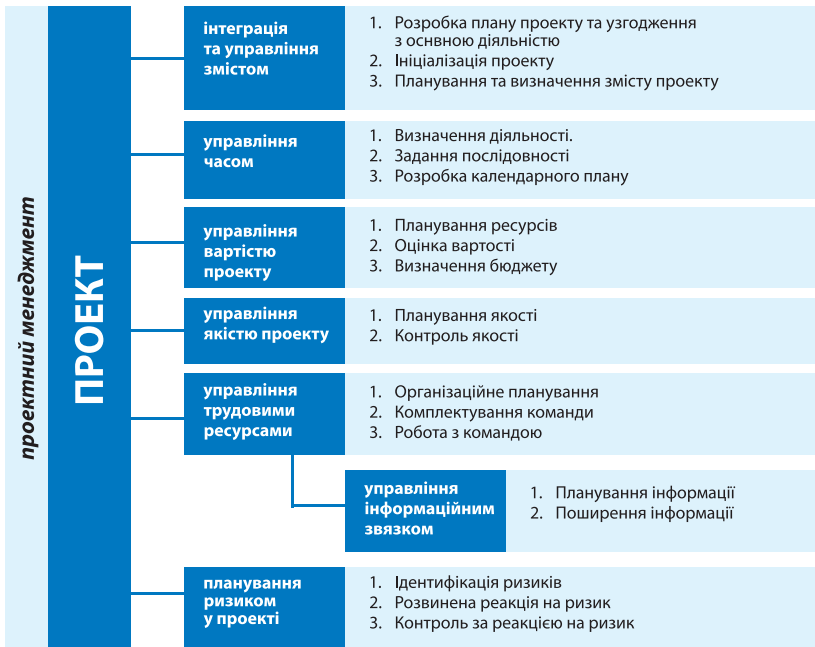 проектний менеджмент
ПРОЕКТ
інтеграція
та управління
змістом
1. Розробка плану проекту та узгодження
з освною діяльністю
2. Ініціалізація проекту
3. Планування та визначення змісту проекту
управління
часом
1. Визначення діяльності.
2. Задання послідовності
3. Розробка календарного плану
управління
вартістю
проекту
1. Планування ресурсів
2. Оцінка вартості
3. Визначення бюджету
управління
якістю проекту
1. Планування якості
2. Контроль якості
управління
трудовими
ресурсами
1. Організаційне планування
2. Комплектування команди
3. Робота з командою
управління
інформаційним
звязком
1. Планування інформації
2. Поширення інформації
планування
ризиком
у проекті
1. Ідентифікація ризиків
2. Розвинена реакція на ризик
3. Контроль за реакцією на ризик